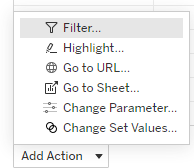 Filter...
Highlight...
Go to URL...
Go to Sheet...
Change Parameter...
Change Set Values...
Add Action